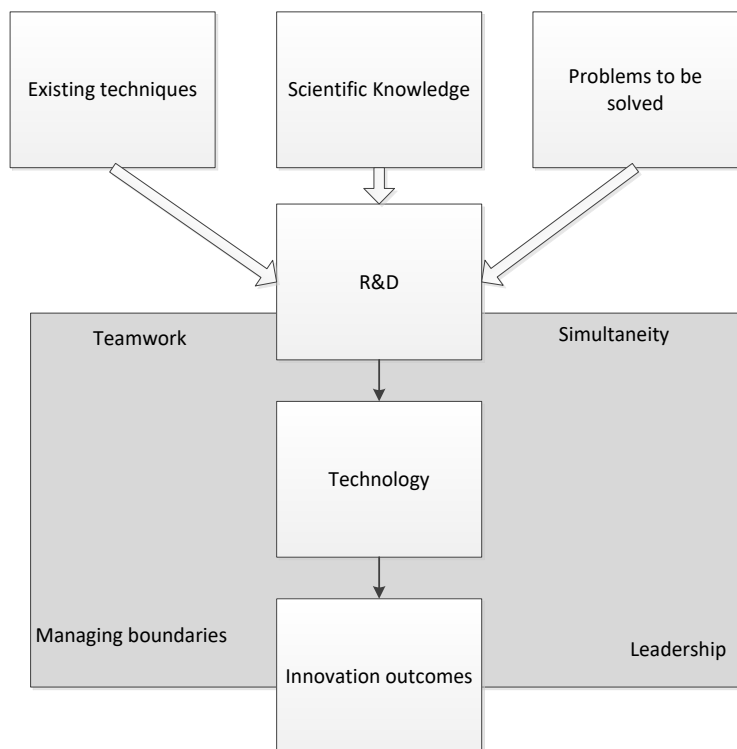 Existing techniques
Scientific Knowledge
Problems to be
solved
R&D
Teamwork
Simultaneity
Technology
Managing boundaries
Leadership
Innovation outcomes